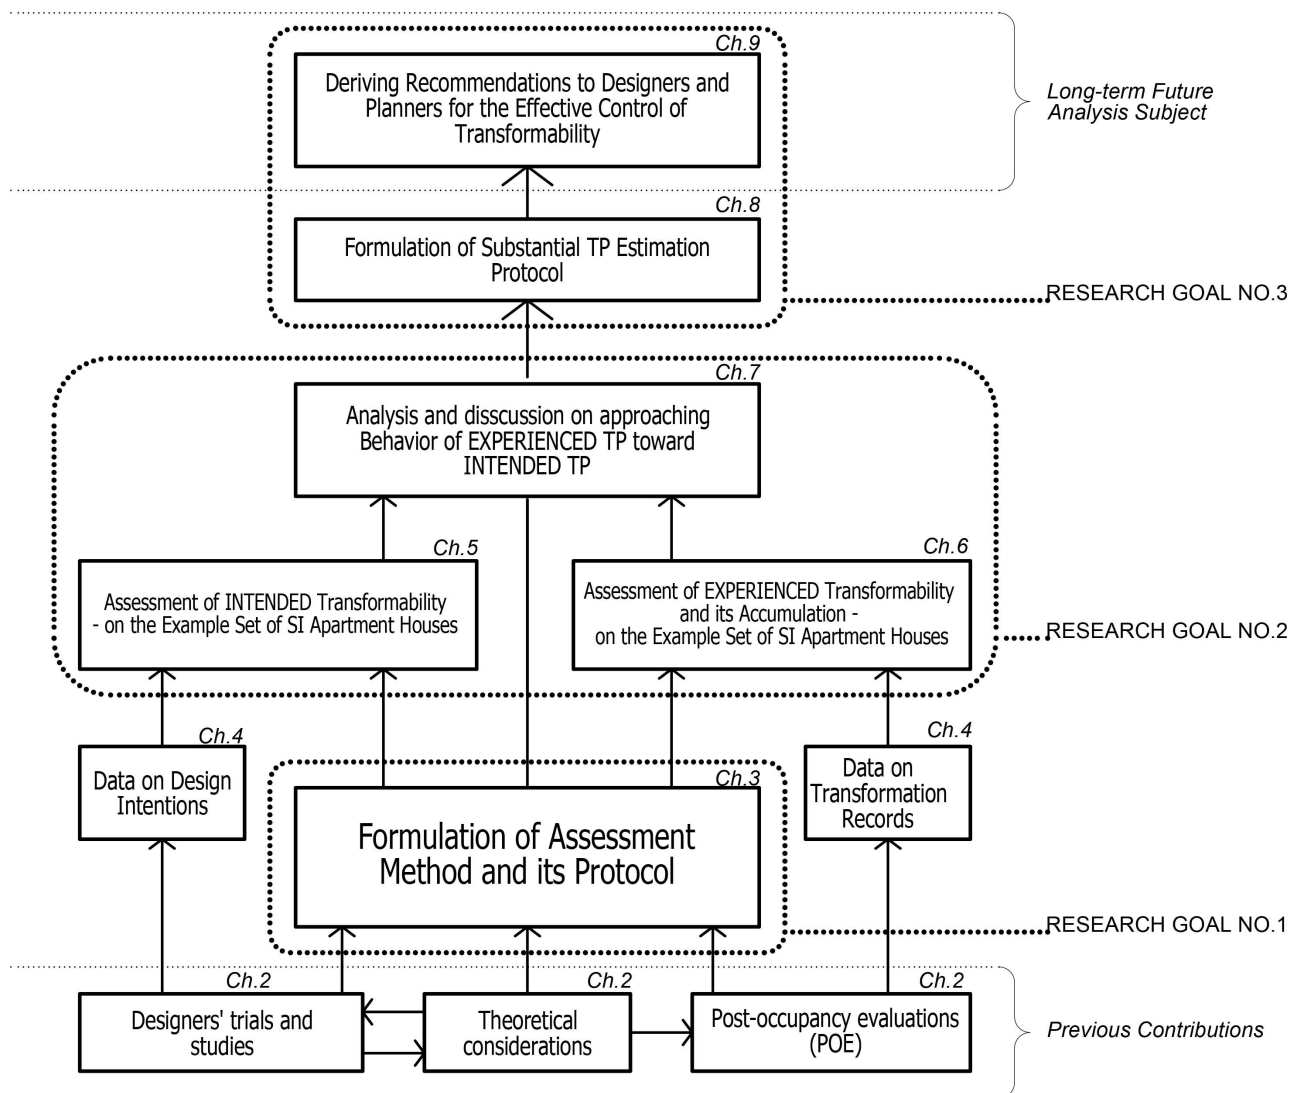 Ch.9
Deriving Recommendations to Designers and
Planners for the Effective Control of
Transformability
Long-term Future
Analysis Subject
Ch.8
Formulation of Substantial TP Estimation
Protocol
RESEARCH GOAL NO.3
Ch.7
Analysis and disscussion on approaching
Behavior of EXPERIENCED TP toward
INTENDED TP
Ch.5
Assessment of INTENDED Transformability
- on the Example Set of SI Apartment Houses
Ch.6
Assessment of EXPERIENCED Transformability
and its Accumulation -
on the Example Set of SI Apartment Houses
RESEARCH GOAL NO.2
Ch.4
Data on Design
Intentions
Ch.3
Formulation of Assessment
Method and its Protocol
Ch.4
Data on
Transformation
Records
RESEARCH GOAL NO.1
Ch.2
Designers' trials and
studies
Ch.2
Theoretical
considerations
Ch.2
Post-occupancy evaluations
(POE)
Previous Contributions